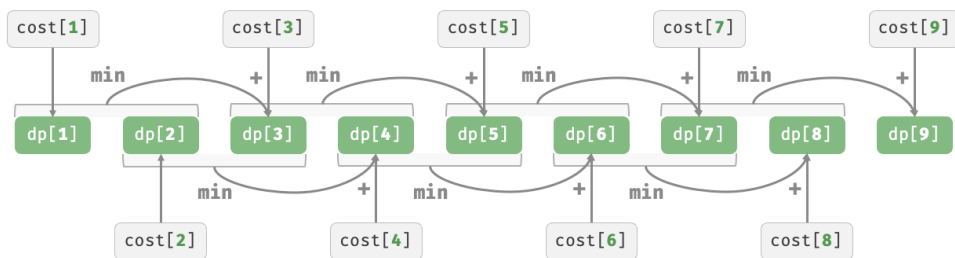 cost[1] cost[3] cost[5] cost[7] cost[9]
min + min + min + min +
dp[1] dp[2] dp[3] dp[4] dp[5] dp[6] dp[7] dp[8] dp[9]
min + min + min +
cost[2] cost[4] cost[6] cost[8]